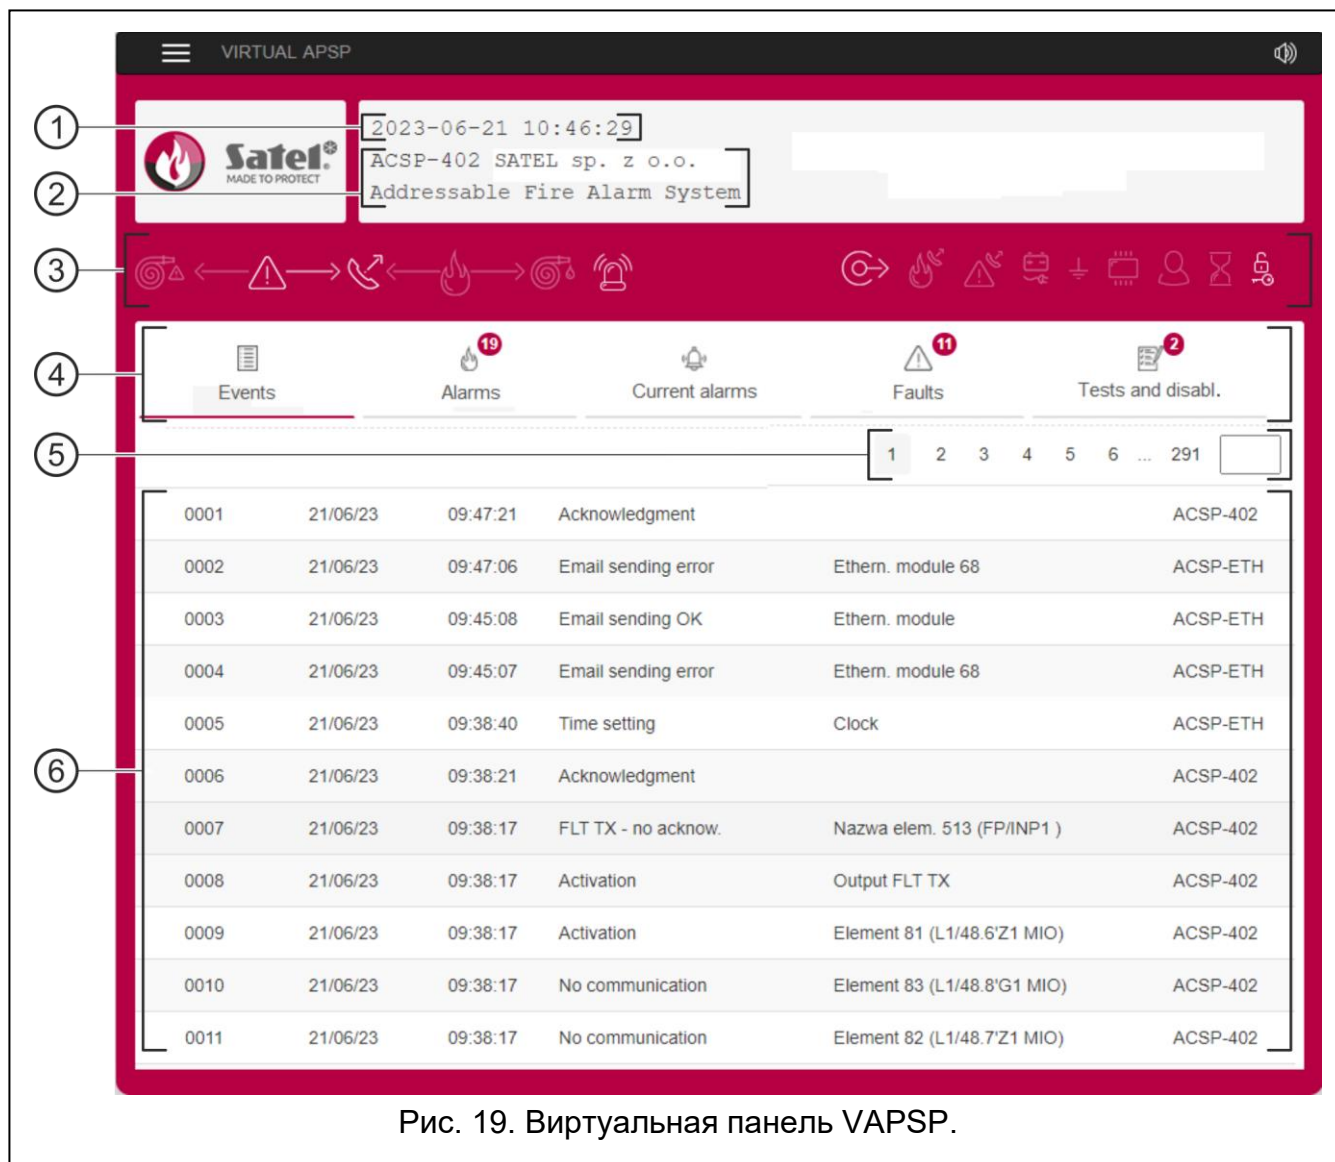 VIRTUAL APSP
1
2023-06-21 10:46:29
Satel®
MADE TO PROTECT
2
ACSP-402 SATEL sp. z o.o.
Addressable Fire Alarm System
3
4
Events
19
Alarms
Current alarms
11
Faults
2
Tests and disabl.
5
1 2 3 4 5 6 ... 291
6
0001 21/06/23 09:47:21 Acknowledgment ACSP-402
0002 21/06/23 09:47:06 Email sending error Ethern. module 68 ACSP-ETH
0003 21/06/23 09:45:08 Email sending OK Ethern. module ACSP-ETH
0004 21/06/23 09:45:07 Email sending error Ethern. module 68 ACSP-ETH
0005 21/06/23 09:38:40 Time setting Clock ACSP-ETH
0006 21/06/23 09:38:21 Acknowledgment ACSP-402
0007 21/06/23 09:38:17 FLT TX - no acknow. Nazwa elem. 513 (FP/INP1 ) ACSP-402
0008 21/06/23 09:38:17 Activation Output FLT TX ACSP-402
0009 21/06/23 09:38:17 Activation Element 81 (L1/48.6'Z1 MIO) ACSP-402
0010 21/06/23 09:38:17 No communication Element 83 (L1/48.8'G1 MIO) ACSP-402
0011 21/06/23 09:38:17 No communication Element 82 (L1/48.7'Z1 MIO) ACSP-402
Рис. 19. Виртуальная панель VAPSP.